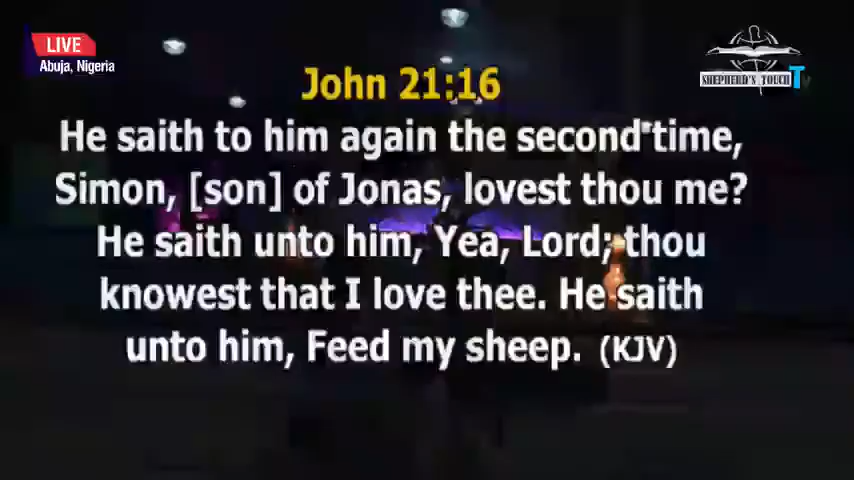 LIVE
Abuja, Nigeria
SHEPHERD'S TOUCH Tv
John 21:16
He saith to him again the second time,
Simon, [son] of Jonas, lovest thou me?
He saith unto him, Yea, Lord; thou
knowest that I love thee. He saith
unto him, Feed my sheep. (KJV)